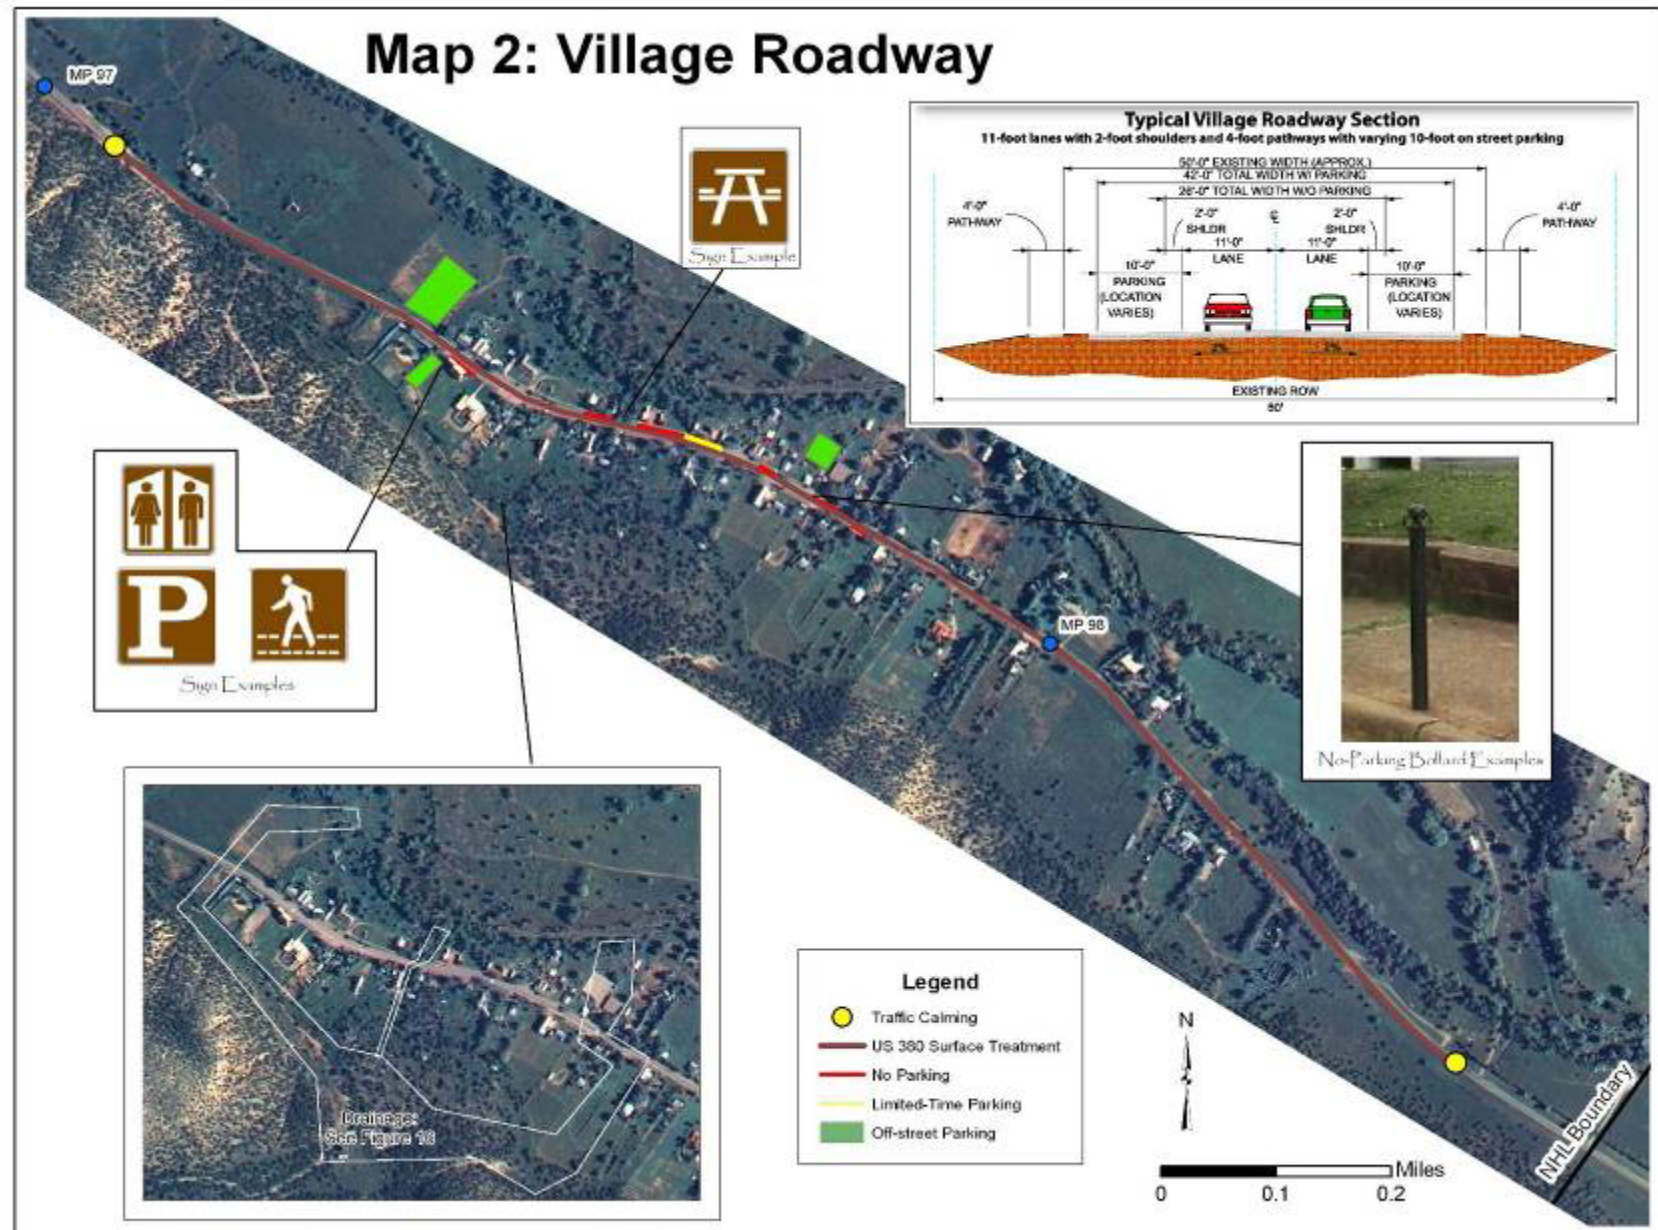 Map 2: Village Roadway
MP 97
Sign Example
Typical Village Roadway Section
11-foot lanes with 2-foot shoulders and 4-foot pathways with varying 10-foot on street parking
50'-0" EXISTING WIDTH (APPROX.)
42'-0" TOTAL WIDTH W/ PARKING
26'-0" TOTAL WIDTH W/O PARKING
4'-0"
PATHWAY
2'-0"
SHLDR
2'-0"
SHLDR
4'-0"
PATHWAY
11'-0"
LANE
11'-0"
LANE
10'-0"
PARKING
(LOCATION
VARIES)
10'-0"
PARKING
(LOCATION
VARIES)
2%
2%
EXISTING ROW
P
Sign Examples
MP 98
No-Parking Bollard Examples
Drainage:
See Figure
Legend
Traffic Calming
US 380 Surface Treatment
No Parking
Limited-Time Parking
Off-street Parking
N
Miles
0
0.1
0.2
NHL Boundary